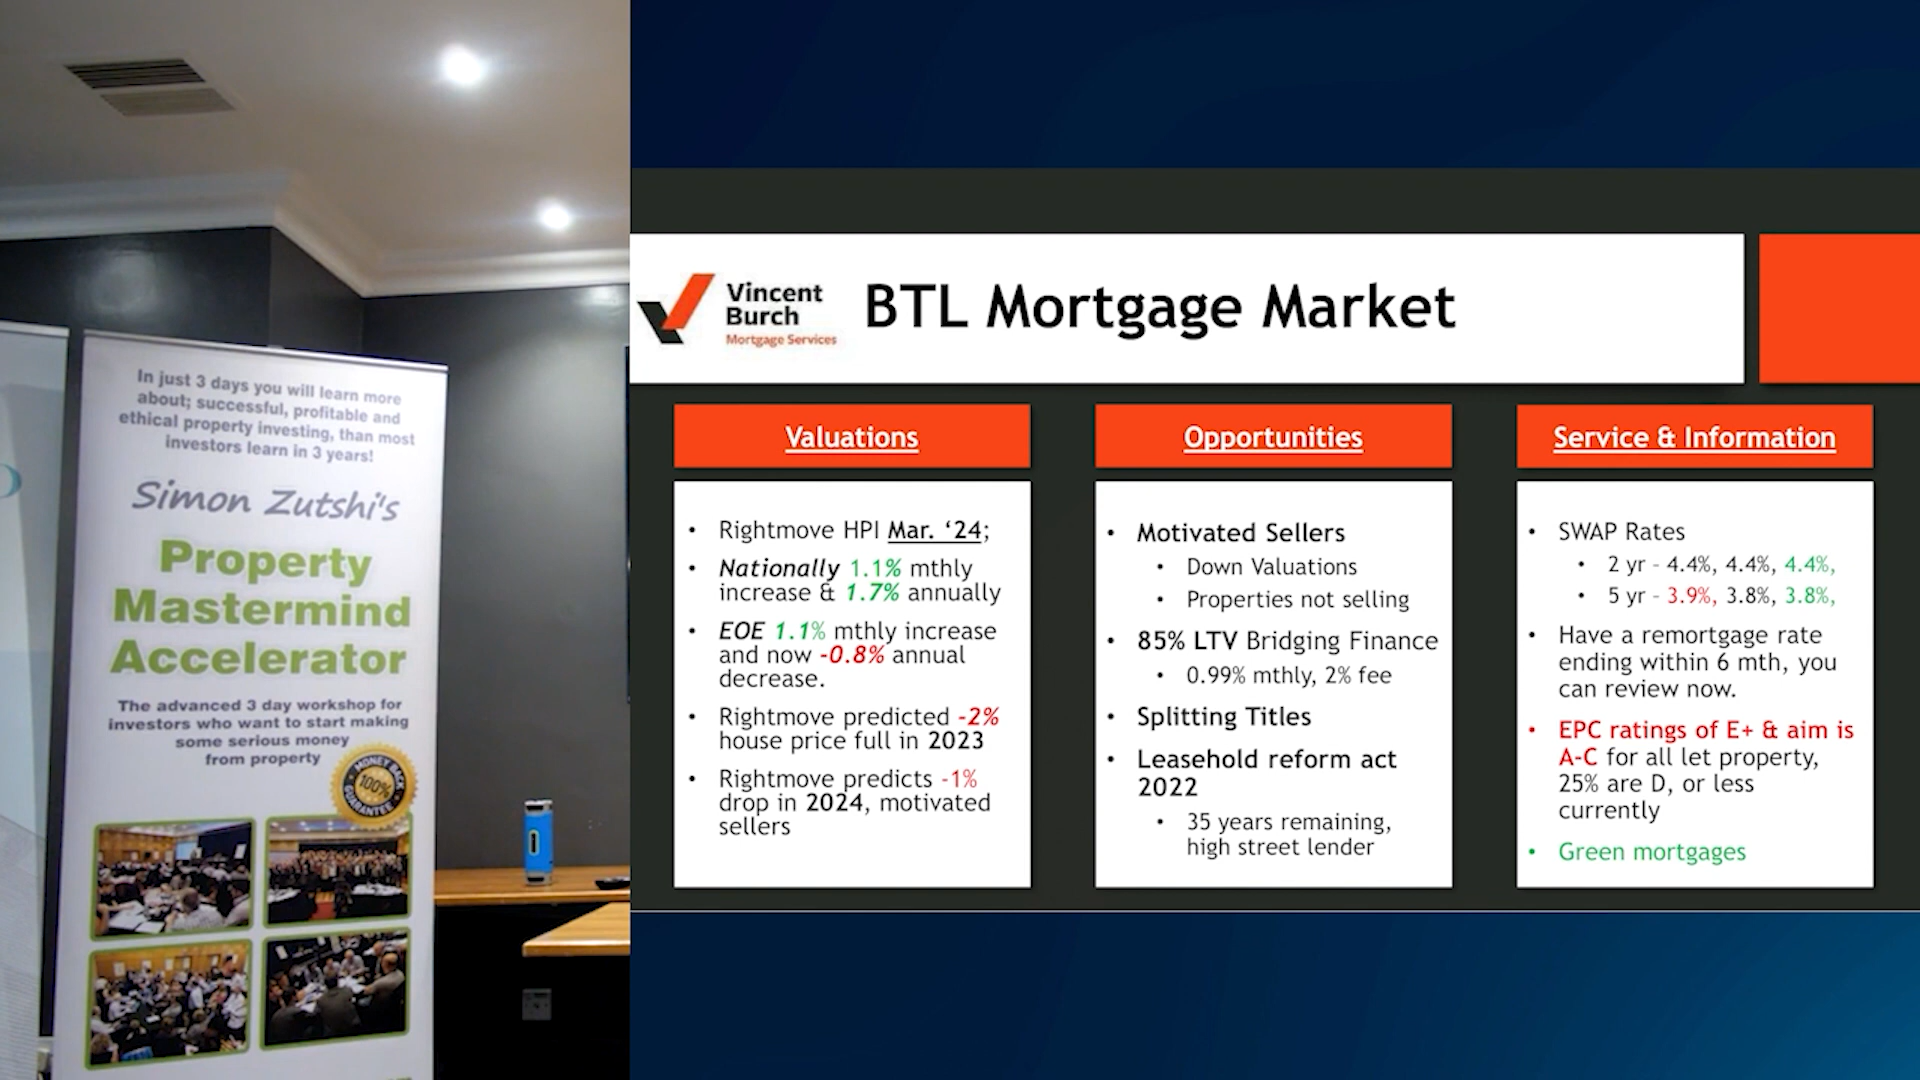 In just 3 days you will learn more
about; successful, profitable and
ethical property investing, than most
investors learn in 3 years!
Simon Zutshi's
Property
Mastermind
Accelerator
The advanced 3 day workshop for
investors who want to start making
some serious money
from property
MONEY BACK
100%
GUARANTEE
Vincent
Burch
Mortgage Services
BTL Mortgage Market
Valuations
• Rightmove HPI Mar. ‘24;
• Nationally 1.1% mthly
increase & 1.7% annually
• EOE 1.1% mthly increase
and now -0.8% annual
decrease.
• Rightmove predicted -2%
house price full in 2023
• Rightmove predicts -1%
drop in 2024, motivated
sellers
Opportunities
• Motivated Sellers
• Down Valuations
• Properties not selling
• 85% LTV Bridging Finance
• 0.99% mthly, 2% fee
• Splitting Titles
• Leasehold reform act
2022
• 35 years remaining,
high street lender
Service & Information
• SWAP Rates
• 2 yr - 4.4%, 4.4%, 4.4%,
• 5 yr - 3.9%, 3.8%, 3.8%,
• Have a remortgage rate
ending within 6 mth, you
can review now.
• EPC ratings of E+ & aim is
A-C for all let property,
25% are D, or less
currently
• Green mortgages